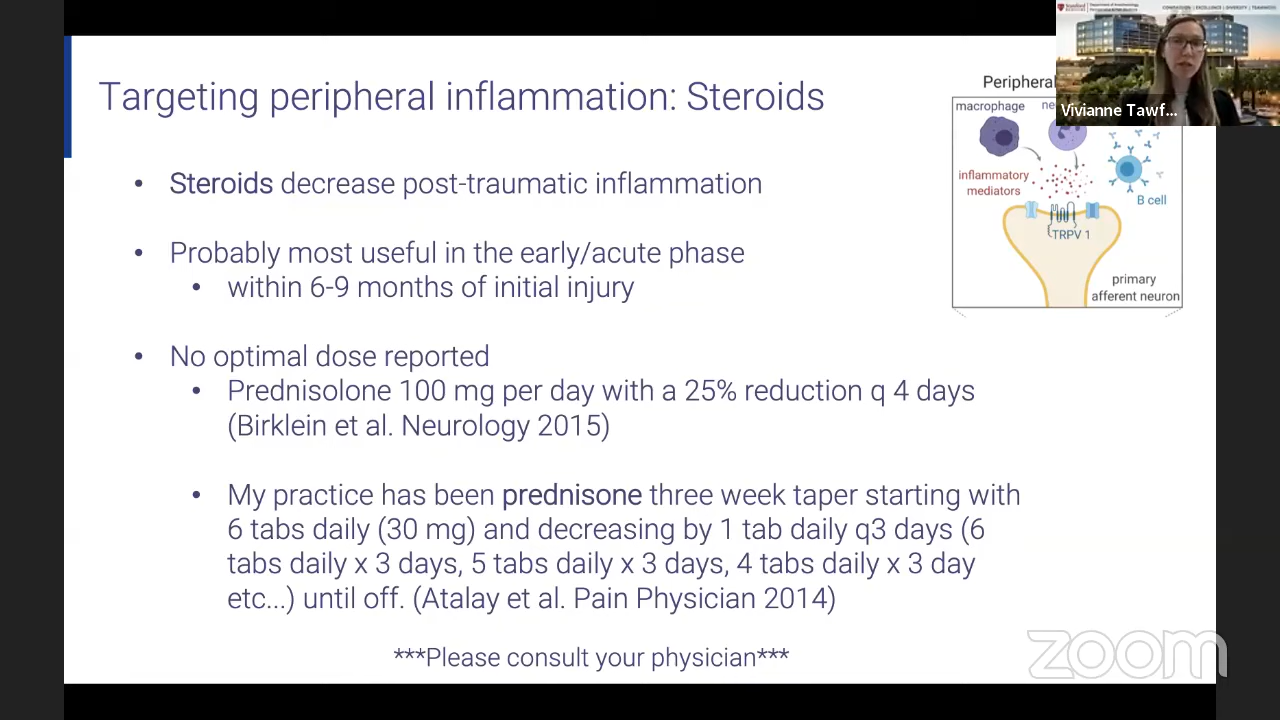 Targeting peripheral inflammation: Steroids
• Steroids decrease post-traumatic inflammation
• Probably most useful in the early/acute phase
• within 6-9 months of initial injury
• No optimal dose reported
• Prednisolone 100 mg per day with a 25% reduction q 4 days
(Birklein et al. Neurology 2015)
• My practice has been prednisone three week taper starting with
6 tabs daily (30 mg) and decreasing by 1 tab daily q3 days (6
tabs daily x 3 days, 5 tabs daily x 3 days, 4 tabs daily x 3 day
etc...) until off. (Atalay et al. Pain Physician 2014)
***Please consult your physician***
Peripheral
macrophage
inflammatory
mediators
B cell
TRPV 1
primary
afferent neuron
Stanford
COMPASSION | EXCELLENCE | DIVERSITY | TEAMWORK
Vivianne Tawf...
zoom